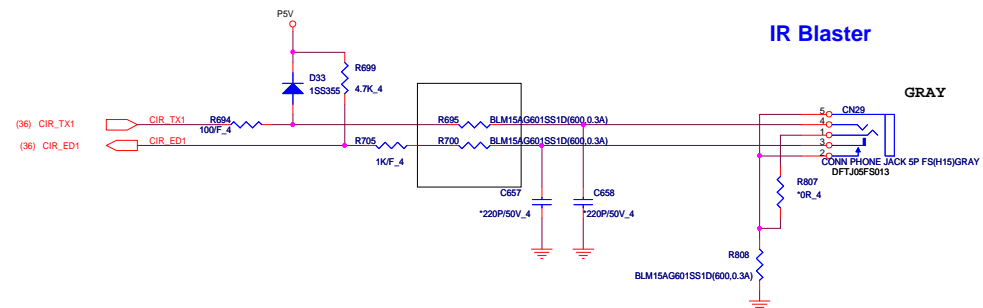 P5V
IR Blaster
D33
1SS355
R699
4.7K_4
GRAY
CN29
(36) CIR_TX1
CIR_TX1
R694
100/F_4
R695
BLM15AG601SS1D(600,0.3A)
5
4
1
3
2
(36) CIR_ED1
CIR_ED1
R705
1K/F_4
R700
BLM15AG601SS1D(600,0.3A)
CONN PHONE JACK 5P FS(H15)GRAY
DFTJ05FS013
C657
*220P/50V_4
C658
*220P/50V_4
R807
*0R_4
R808
BLM15AG601SS1D(600,0.3A)